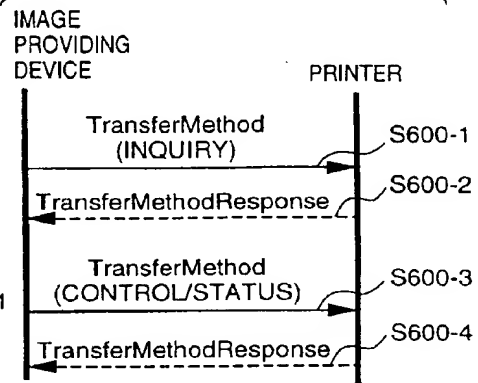 IMAGE
PROVIDING
DEVICE
PRINTER
TransferMethod
(INQUIRY)
S600-1
S600-2
TransferMethodResponse
TransferMethod
(CONTROL/STATUS)
S600-3
S600-4
TransferMethodResponse